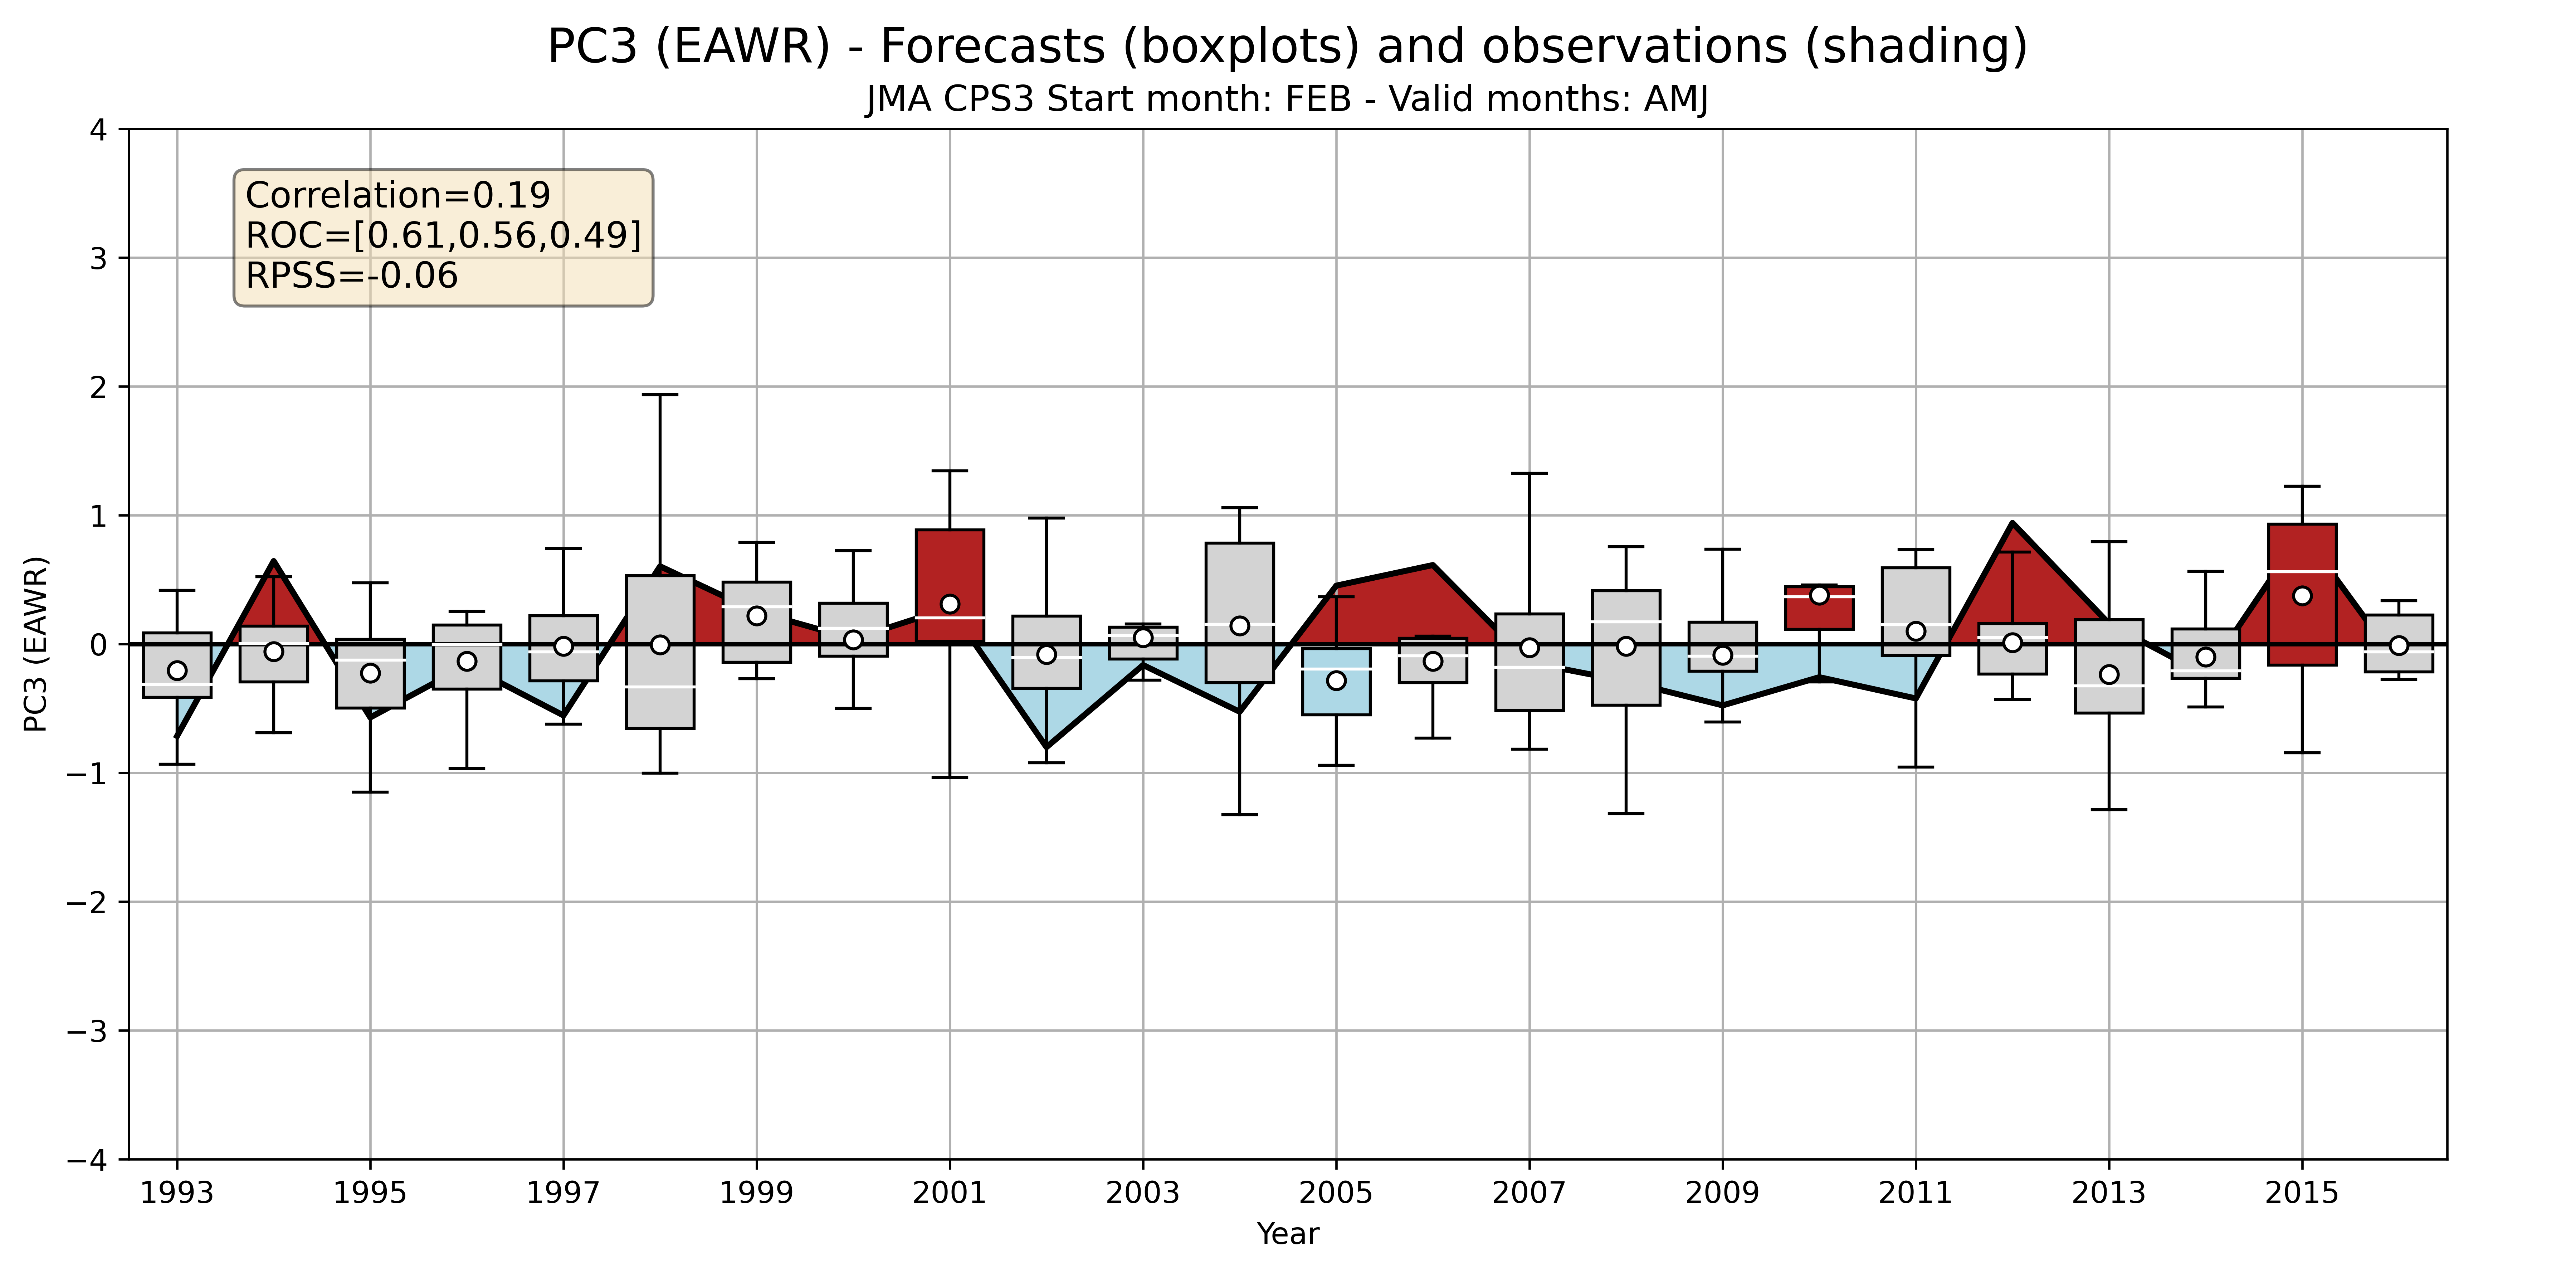 PC3 (EAWR) - Forecasts (boxplots) and observations (shading)
JMA CPS3 Start month: FEB - Valid months: AMJ
Correlation=0.19
ROC=[0.61,0.56,0.49]
RPSS=-0.06
PC3 (EAWR)
4
3
2
1
0
−1
−2
−3
−4
1993 1995 1997 1999 2001 2003 2005 2007 2009 2011 2013 2015
Year